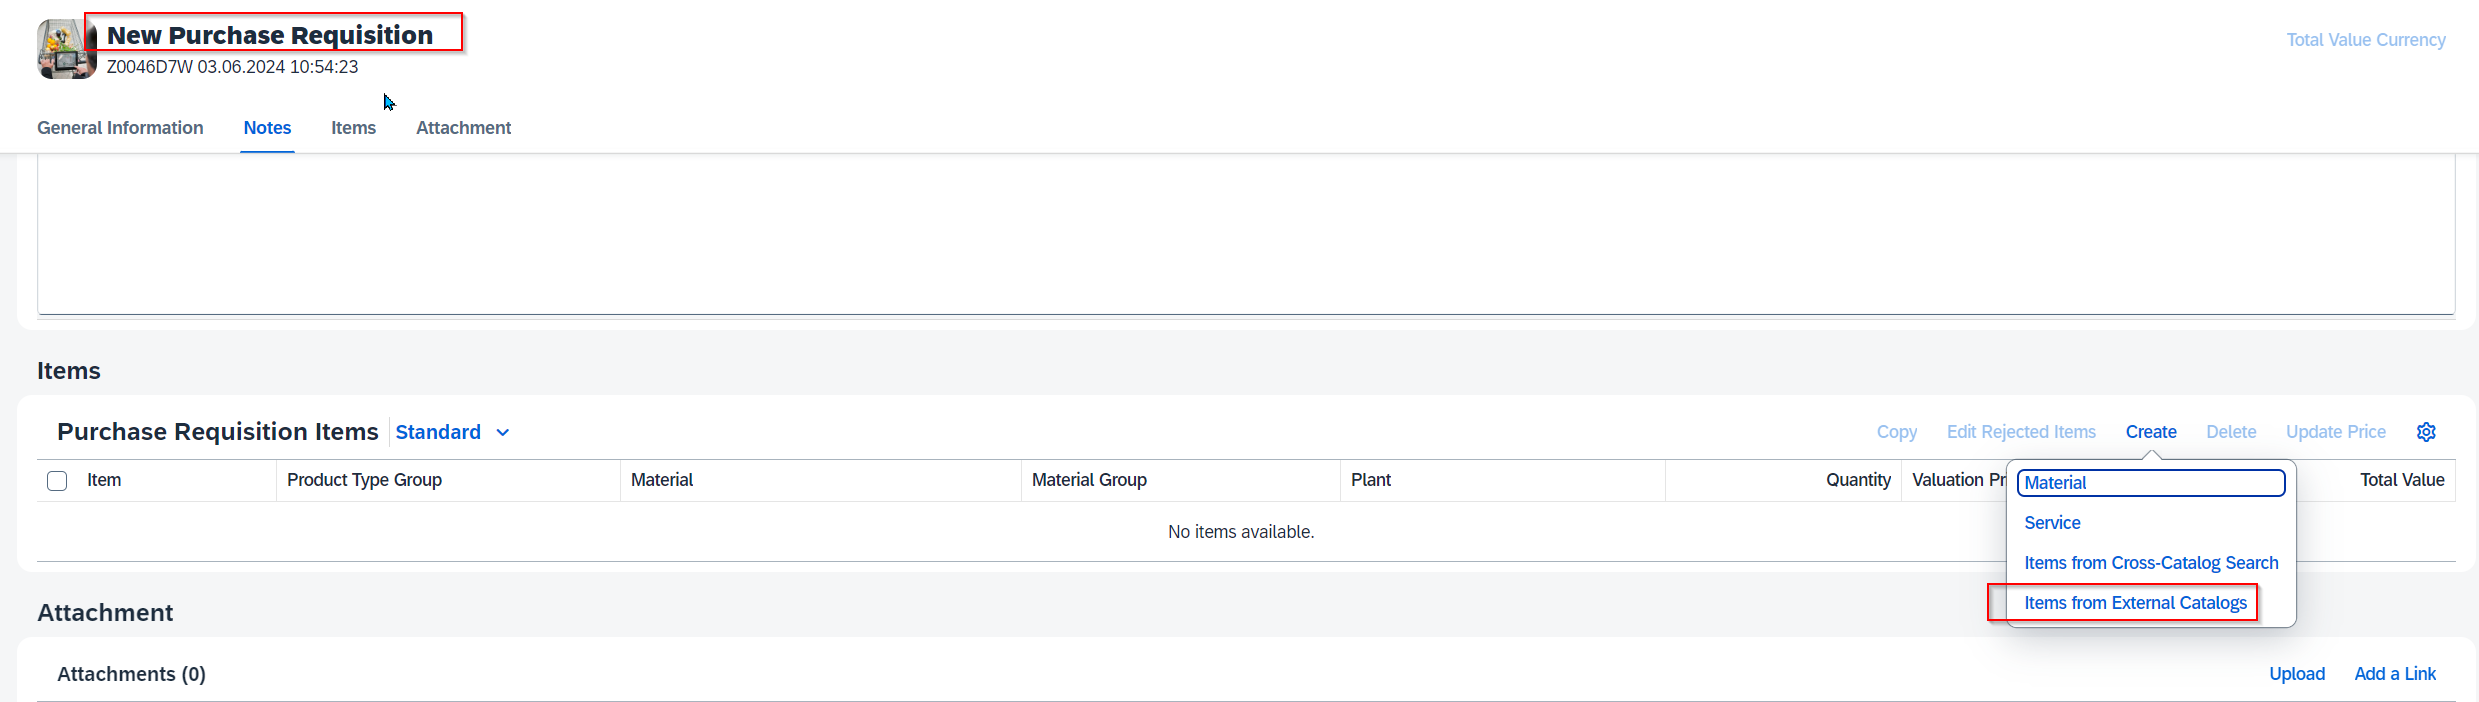 New Purchase Requisition
Total Value Currency
Z0046D7W 03.06.2024 10:54:23
General Information Notes Items Attachment
Items
Purchase Requisition Items Standard Copy Edit Rejected Items Create Delete Update Price
Item Product Type Group Material Material Group Plant Quantity Valuation Pr Total Value
Material
Service
No items available.
Items from Cross-Catalog Search
Items from External Catalogs
Attachment
Attachments (0) Upload Add a Link